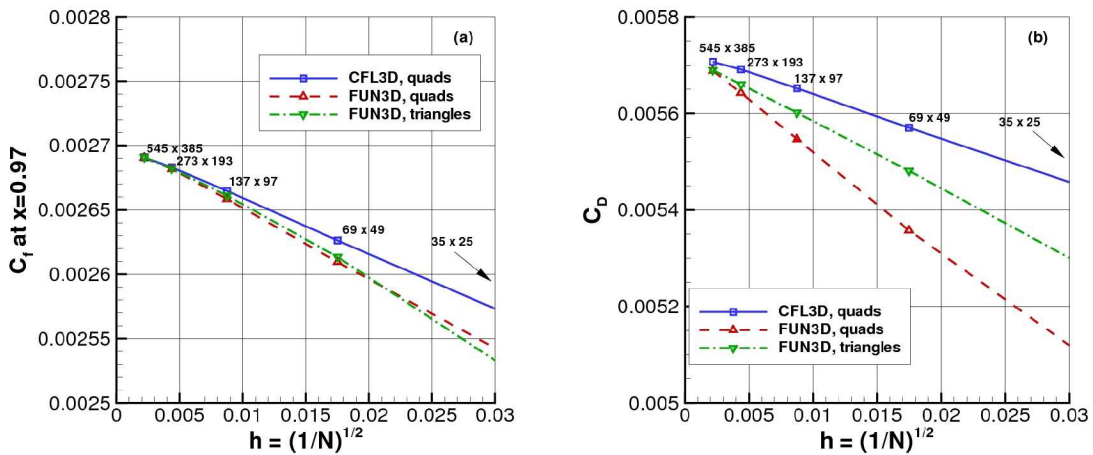 0.0028
0.00275
0.0027
0.00265
0.0026
0.00255
0.0025
C_f at x=0.97
(a)
CFL3D, quads
FUN3D, quads
FUN3D, triangles
545 x 385
273 x 193
137 x 97
69 x 49
35 x 25
0 0.005 0.01 0.015 0.02 0.025 0.03
h = (1/N)^1/2
0.0058
0.0056
0.0054
0.0052
0.005
C_D
(b)
545 x 385
273 x 193
137 x 97
69 x 49
35 x 25
CFL3D, quads
FUN3D, quads
FUN3D, triangles
0 0.005 0.01 0.015 0.02 0.025 0.03
h = (1/N)^1/2